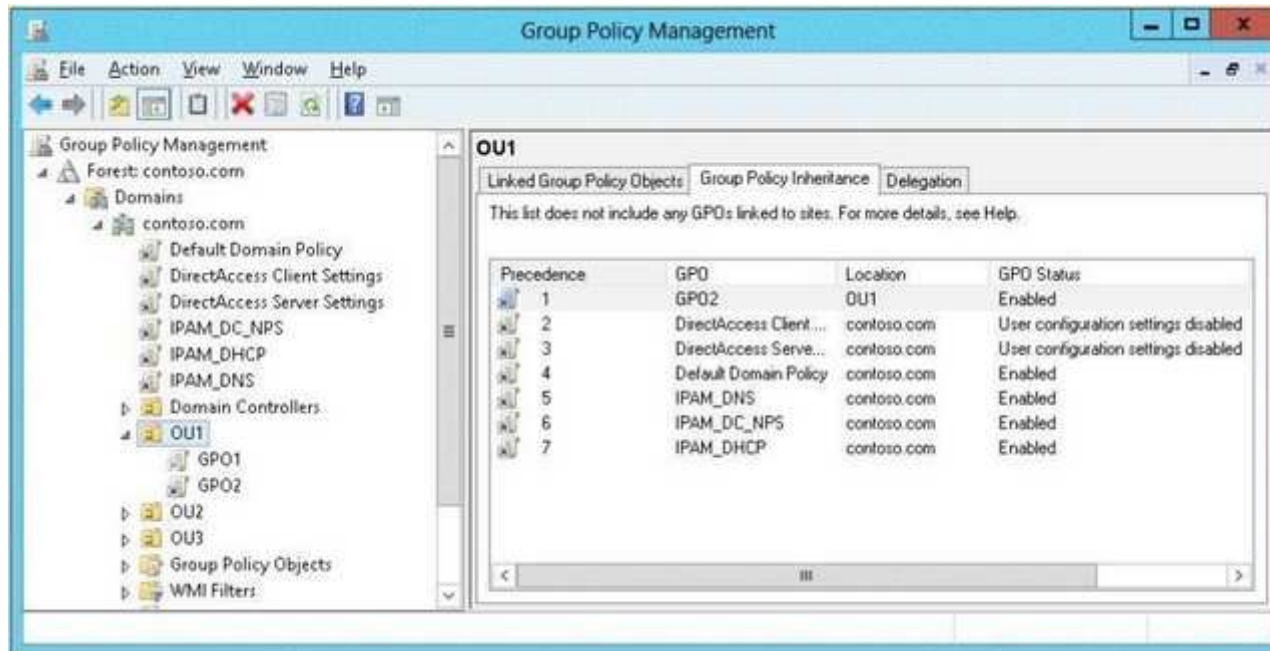 Group Policy Management
File Action View Window Help
Group Policy Management
Forest: contoso.com
Domains
contoso.com
Default Domain Policy
DirectAccess Client Settings
DirectAccess Server Settings
IPAM_DC_NPS
IPAM_DHCP
IPAM_DNS
Domain Controllers
OU1
GPO1
GPO2
OU2
OU3
Group Policy Objects
WMI Filters
OU1
Linked Group Policy Objects Group Policy Inheritance Delegation
This list does not include any GPOs linked to sites. For more details, see Help.
Precedence GPO Location GPO Status
1 GPO2 OU1 Enabled
2 DirectAccess Client ... contoso.com User configuration settings disabled
3 DirectAccess Serve... contoso.com User configuration settings disabled
4 Default Domain Policy contoso.com Enabled
5 IPAM_DNS contoso.com Enabled
6 IPAM_DC_NPS contoso.com Enabled
7 IPAM_DHCP contoso.com Enabled